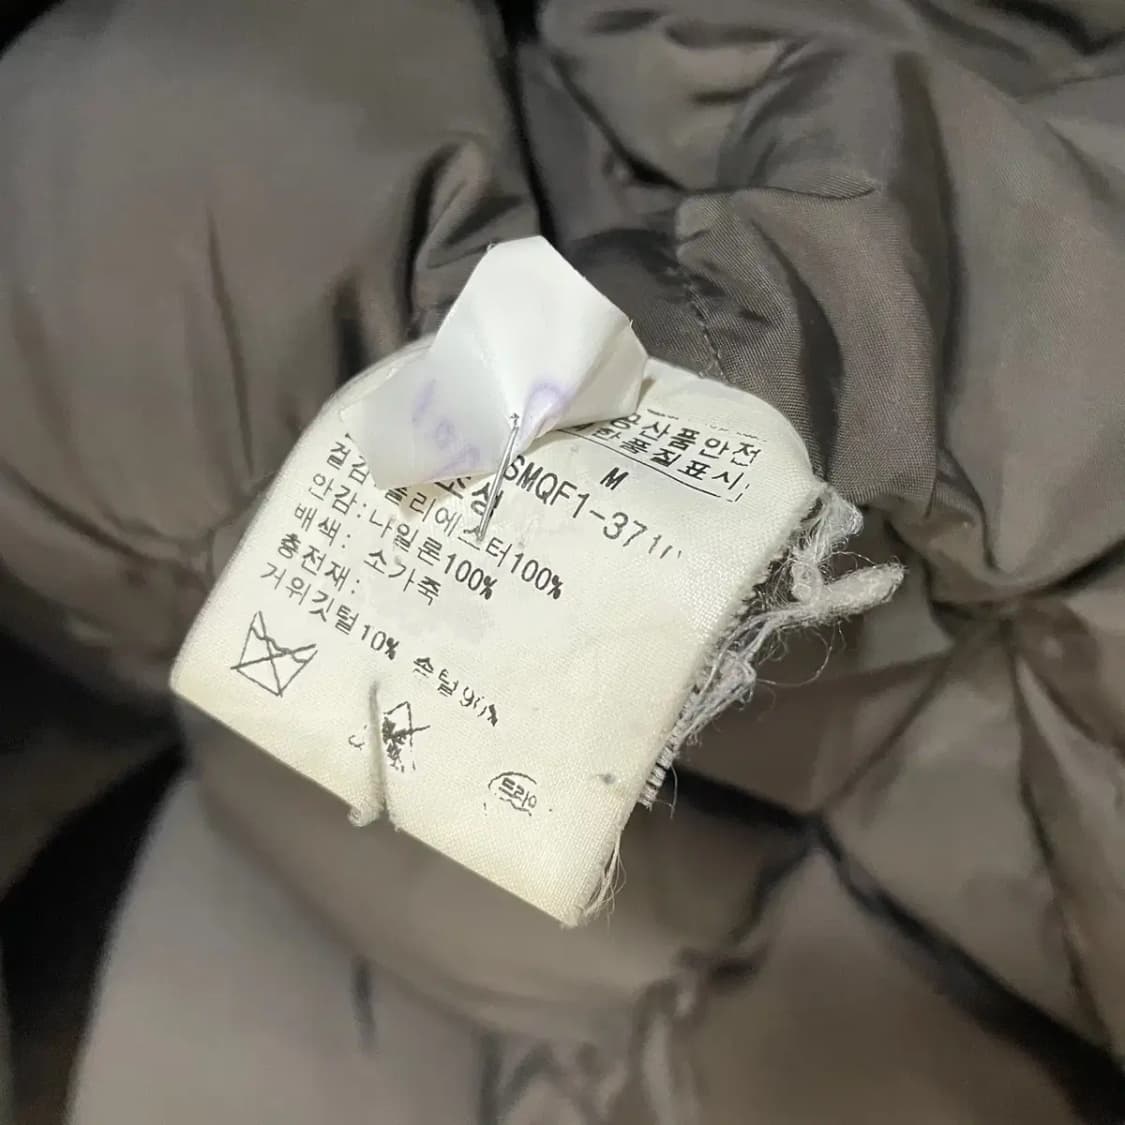 공산품안전
품질표시
M
SMQF1-371
겉감: 폴리에스터100%
안감: 나일론100%
배색: 소가죽
충전재:
거위깃털10% 솜털90%
드라이